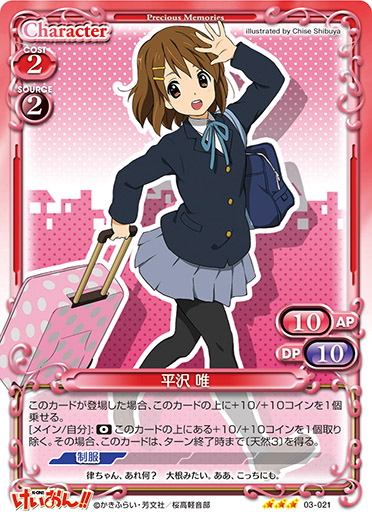 Precious Memories
Character
illustrated by Chise Shibuya
COST
2
SOURCE
2
10 AP
DP 10
平沢 唯
このカードが登場した場合、このカードの上に+10/+10コインを1個
乗せる。
[メイン/自分]: このカードの上にある+10/+10コインを1個取り
除く。その場合、このカードは、ターン終了時まで[天然3]を得る。
制服
律ちゃん、あれ何？ 大根みたい。ああ、こっちにも。
K-ON!!
けいおん!!
©かきふらい・芳文社／桜高軽音部
03-021